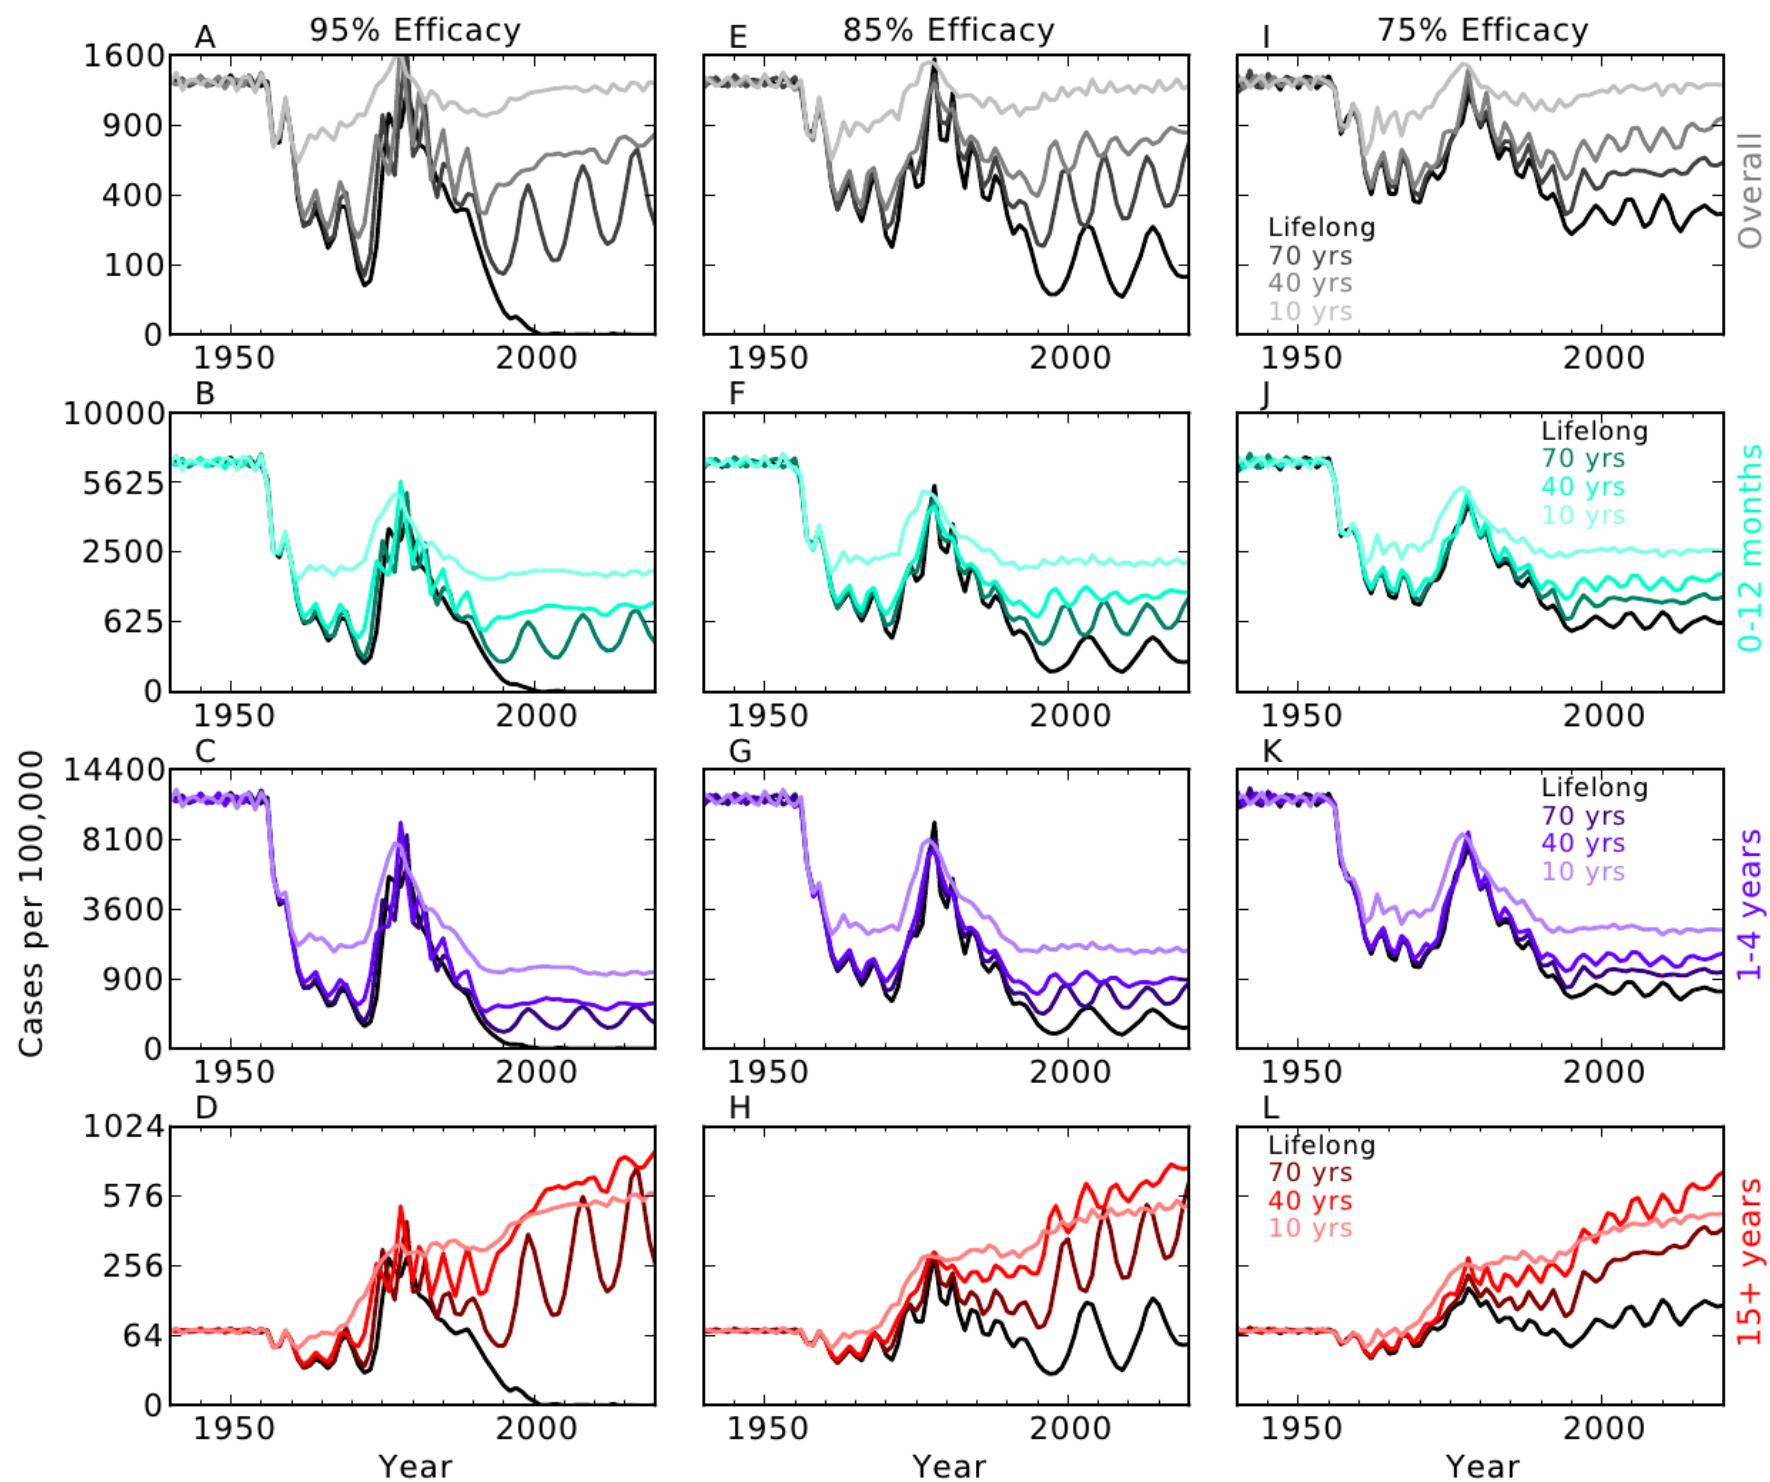 A 95% Efficacy
E 85% Efficacy
I 75% Efficacy
1600
900
400
100
0
1950 2000
1950 2000
Lifelong
70 yrs
40 yrs
10 yrs
1950 2000
Overall
B
F
J
10000
5625
2500
625
0
1950 2000
1950 2000
Lifelong
70 yrs
40 yrs
10 yrs
1950 2000
0-12 months
C
G
K
Cases per 100,000
14400
8100
3600
900
0
1950 2000
1950 2000
Lifelong
70 yrs
40 yrs
10 yrs
1950 2000
1-4 years
D
H
L
1024
576
256
64
0
1950 2000
Year
1950 2000
Year
Lifelong
70 yrs
40 yrs
10 yrs
1950 2000
Year
15+ years